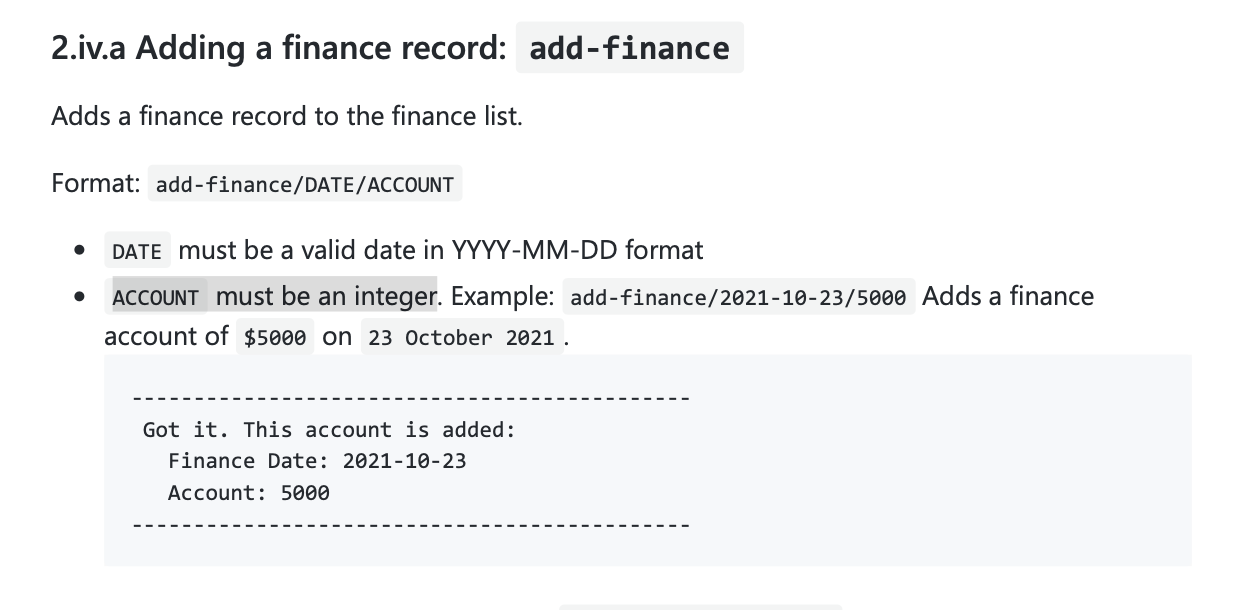 2.iv.a Adding a finance record: add-finance
Adds a finance record to the finance list.
Format: add-finance/DATE/ACCOUNT
• DATE must be a valid date in YYYY-MM-DD format
• ACCOUNT must be an integer. Example: add-finance/2021-10-23/5000 Adds a finance
account of $5000 on 23 October 2021.
---------------------------------------------
Got it. This account is added:
Finance Date: 2021-10-23
Account: 5000
---------------------------------------------